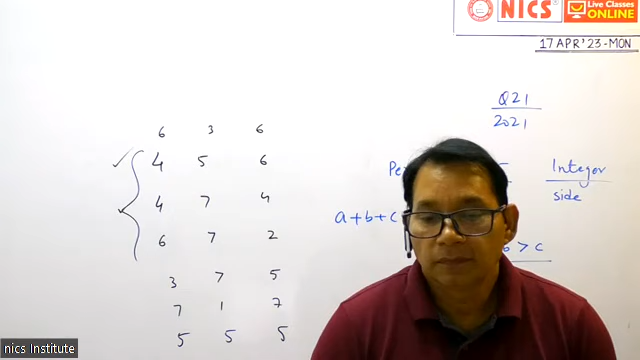 NICS
Live Classes
ONLINE
17 APR'23-MON
Q21
2021
6 3 6
4 5 6
4 7 4
6 7 2
3 7 5
7 1 7
5 5 5
Integer
side
a+b+c
> c
nics Institute